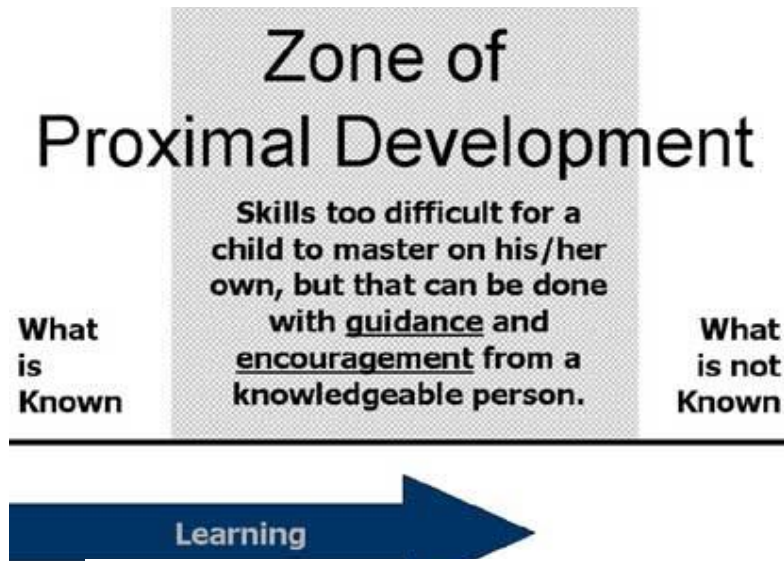 Zone of
Proximal Development
Skills too difficult for a
child to master on his/her
own, but that can be done
with guidance and
encouragement from a
knowledgeable person.
What
is
Known
What
is not
Known
Learning